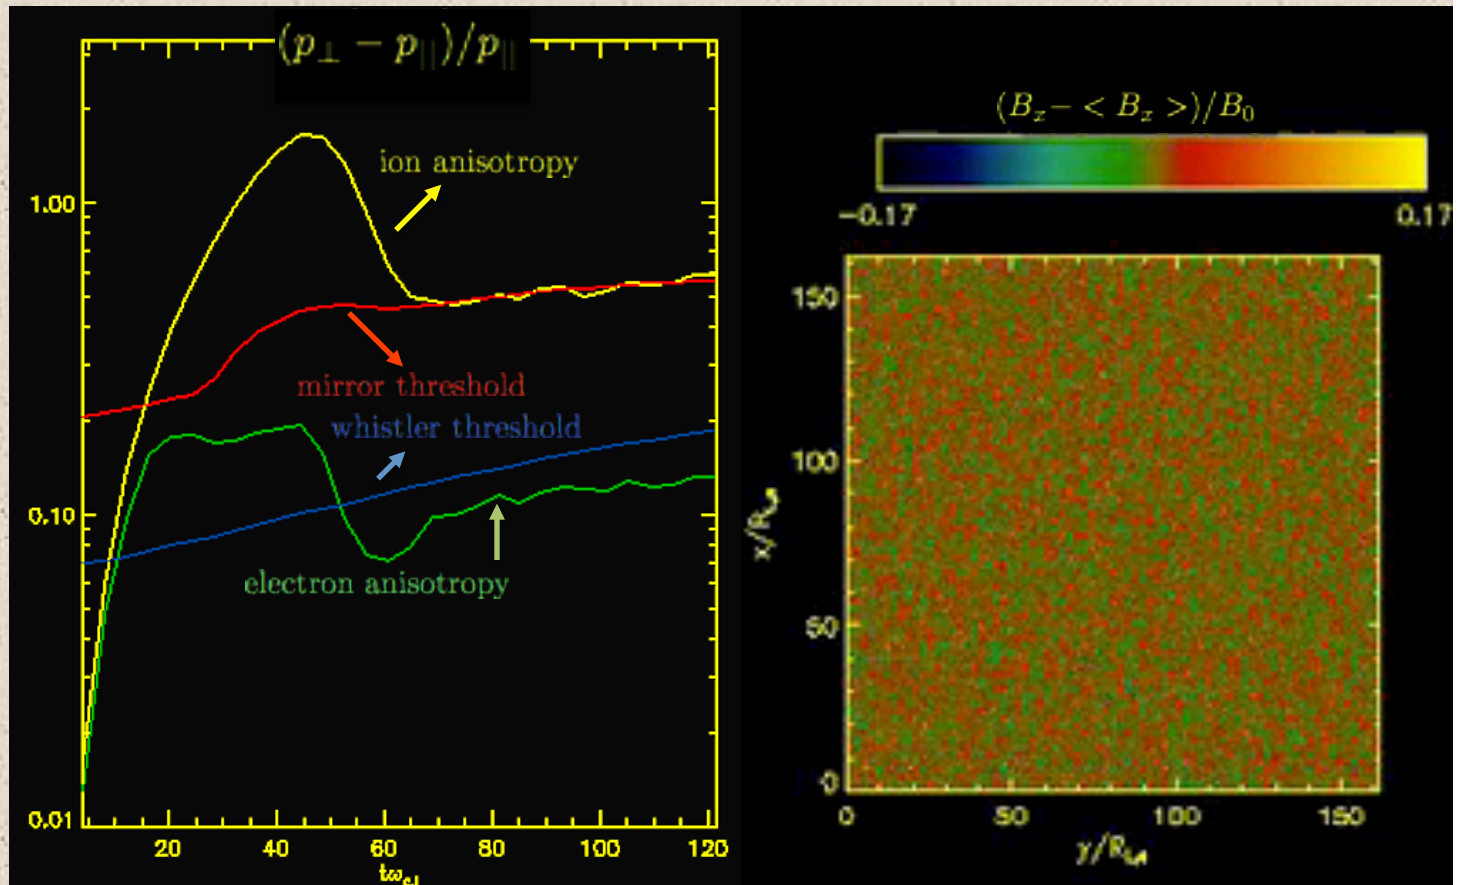 (p⊥ − p||)/p||
ion anisotropy
mirror threshold
whistler threshold
electron anisotropy
1.00
0.10
0.01
20 40 60 80 100 120
(Bz− < Bz >)/B0
−0.17 0.17
150
100
50
0
0 50 100 150